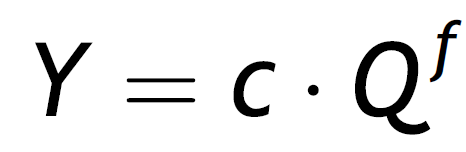 Y = c · Q^f